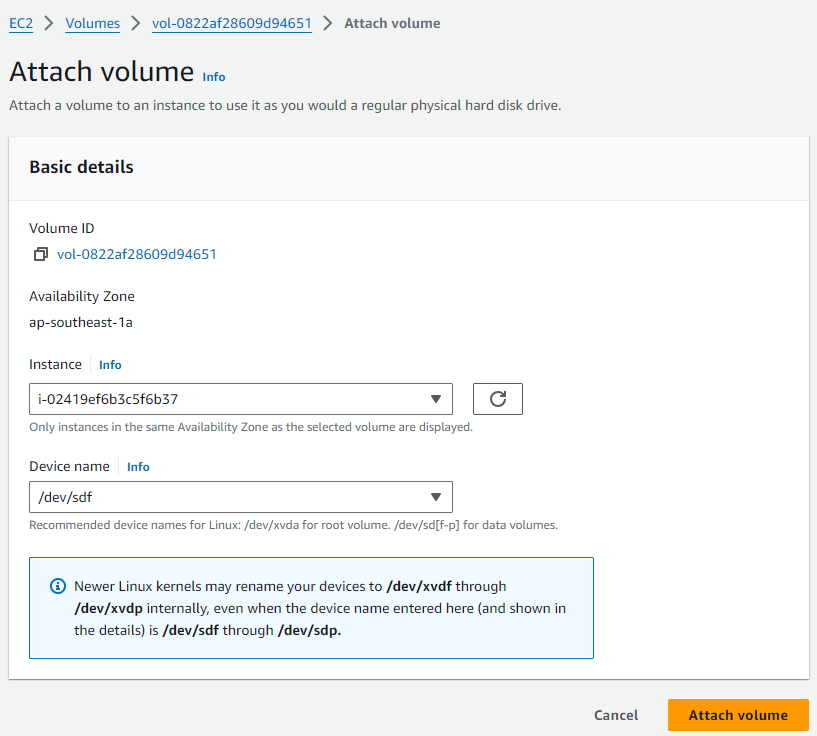 EC2 > Volumes > vol-0822af28609d94651 > Attach volume
Attach volume Info
Attach a volume to an instance to use it as you would a regular physical hard disk drive.
Basic details
Volume ID
vol-0822af28609d94651
Availability Zone
ap-southeast-1a
Instance Info
i-02419ef6b3c5f6b37
Only instances in the same Availability Zone as the selected volume are displayed.
Device name Info
/dev/sdf
Recommended device names for Linux: /dev/xvda for root volume. /dev/sd[f-p] for data volumes.
Newer Linux kernels may rename your devices to /dev/xvdf through
/dev/xvdp internally, even when the device name entered here (and shown in
the details) is /dev/sdf through /dev/sdp.
Cancel Attach volume